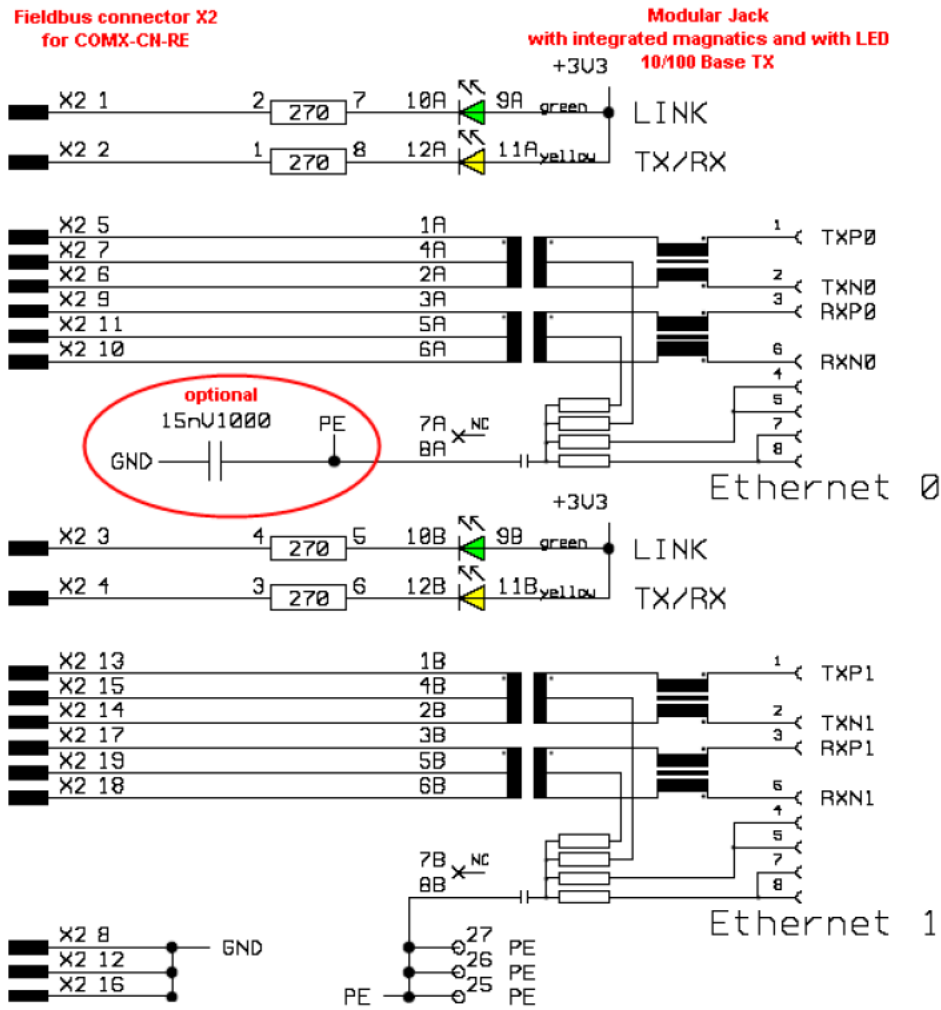 Fieldbus connector X2
for COMX-CN-RE
Modular Jack
with integrated magnatics and with LED
10/100 Base TX
+3V3
X2 1 2 270 7 10A 9A green LINK
X2 2 1 270 8 12A 11A yellow TX/RX
X2 5 1A 1 TXP0
X2 7 4A
X2 6 2A 2 TXN0
X2 9 3A 3 RXP0
X2 11 5A
X2 10 6A 6 RXN0
4
optional
5
15nV1000 PE 7A NC 7
GND 8A 8
Ethernet 0
+3V3
X2 3 4 270 5 10B 9B green LINK
X2 4 3 270 6 12B 11B yellow TX/RX
X2 13 1B 1 TXP1
X2 15 4B
X2 14 2B 2 TXN1
X2 17 3B 3 RXP1
X2 19 5B
X2 18 6B 6 RXN1
4
5
7B NC 7
8B 8
Ethernet 1
X2 8 GND 27 PE
X2 12 26 PE
X2 16 PE 25 PE